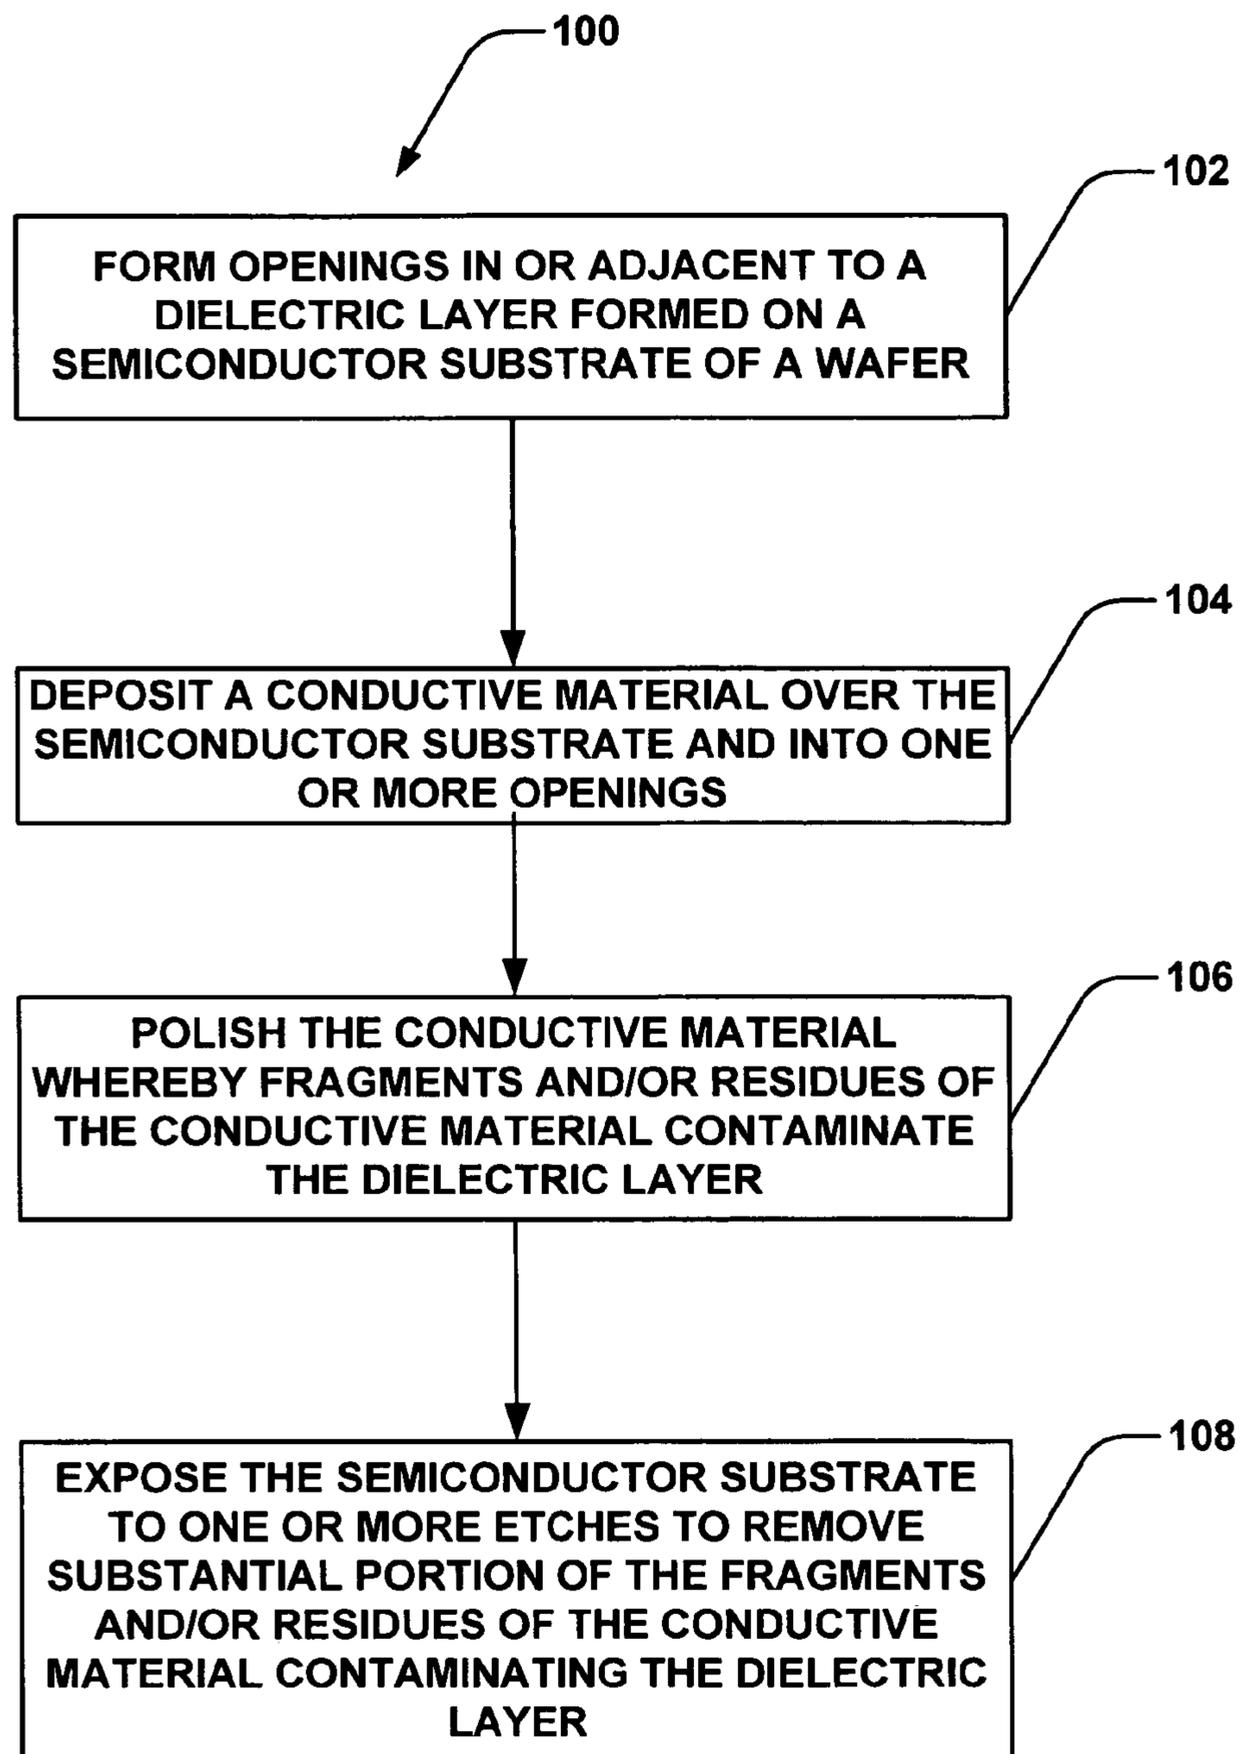 100
102
FORM OPENINGS IN OR ADJACENT TO A
DIELECTRIC LAYER FORMED ON A
SEMICONDUCTOR SUBSTRATE OF A WAFER
104
DEPOSIT A CONDUCTIVE MATERIAL OVER THE
SEMICONDUCTOR SUBSTRATE AND INTO ONE
OR MORE OPENINGS
106
POLISH THE CONDUCTIVE MATERIAL
WHEREBY FRAGMENTS AND/OR RESIDUES OF
THE CONDUCTIVE MATERIAL CONTAMINATE
THE DIELECTRIC LAYER
108
EXPOSE THE SEMICONDUCTOR SUBSTRATE
TO ONE OR MORE ETCHES TO REMOVE
SUBSTANTIAL PORTION OF THE FRAGMENTS
AND/OR RESIDUES OF THE CONDUCTIVE
MATERIAL CONTAMINATING THE DIELECTRIC
LAYER